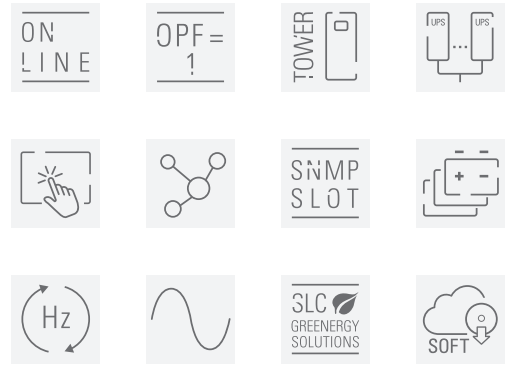 ON
LINE
OPF=
1
TOWER
UPS
UPS
...
SNMP
SLOT
+ -
Hz
SLC
GREENERGY
SOLUTIONS
SOFT